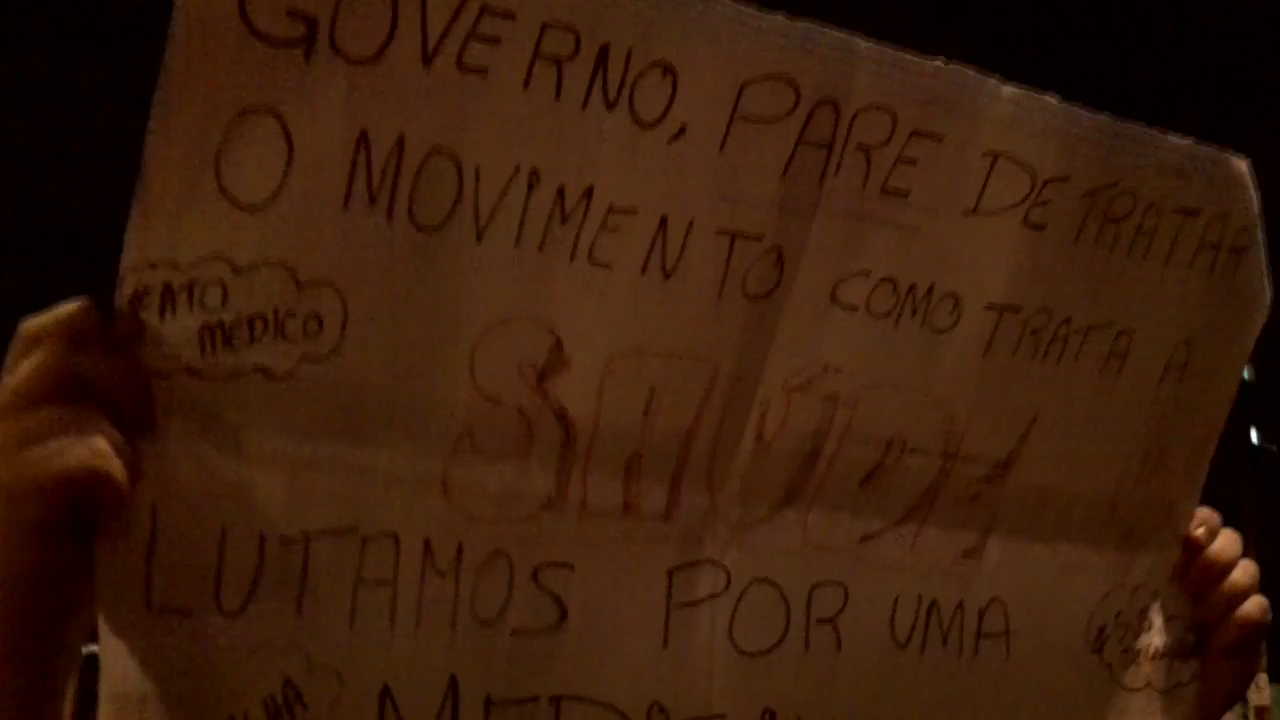 GOVERNO, PARE DE TRATAR
O MOVIMENTO COMO TRATA A
MEDICO
SAÚDE
LUTAMOS POR UMA